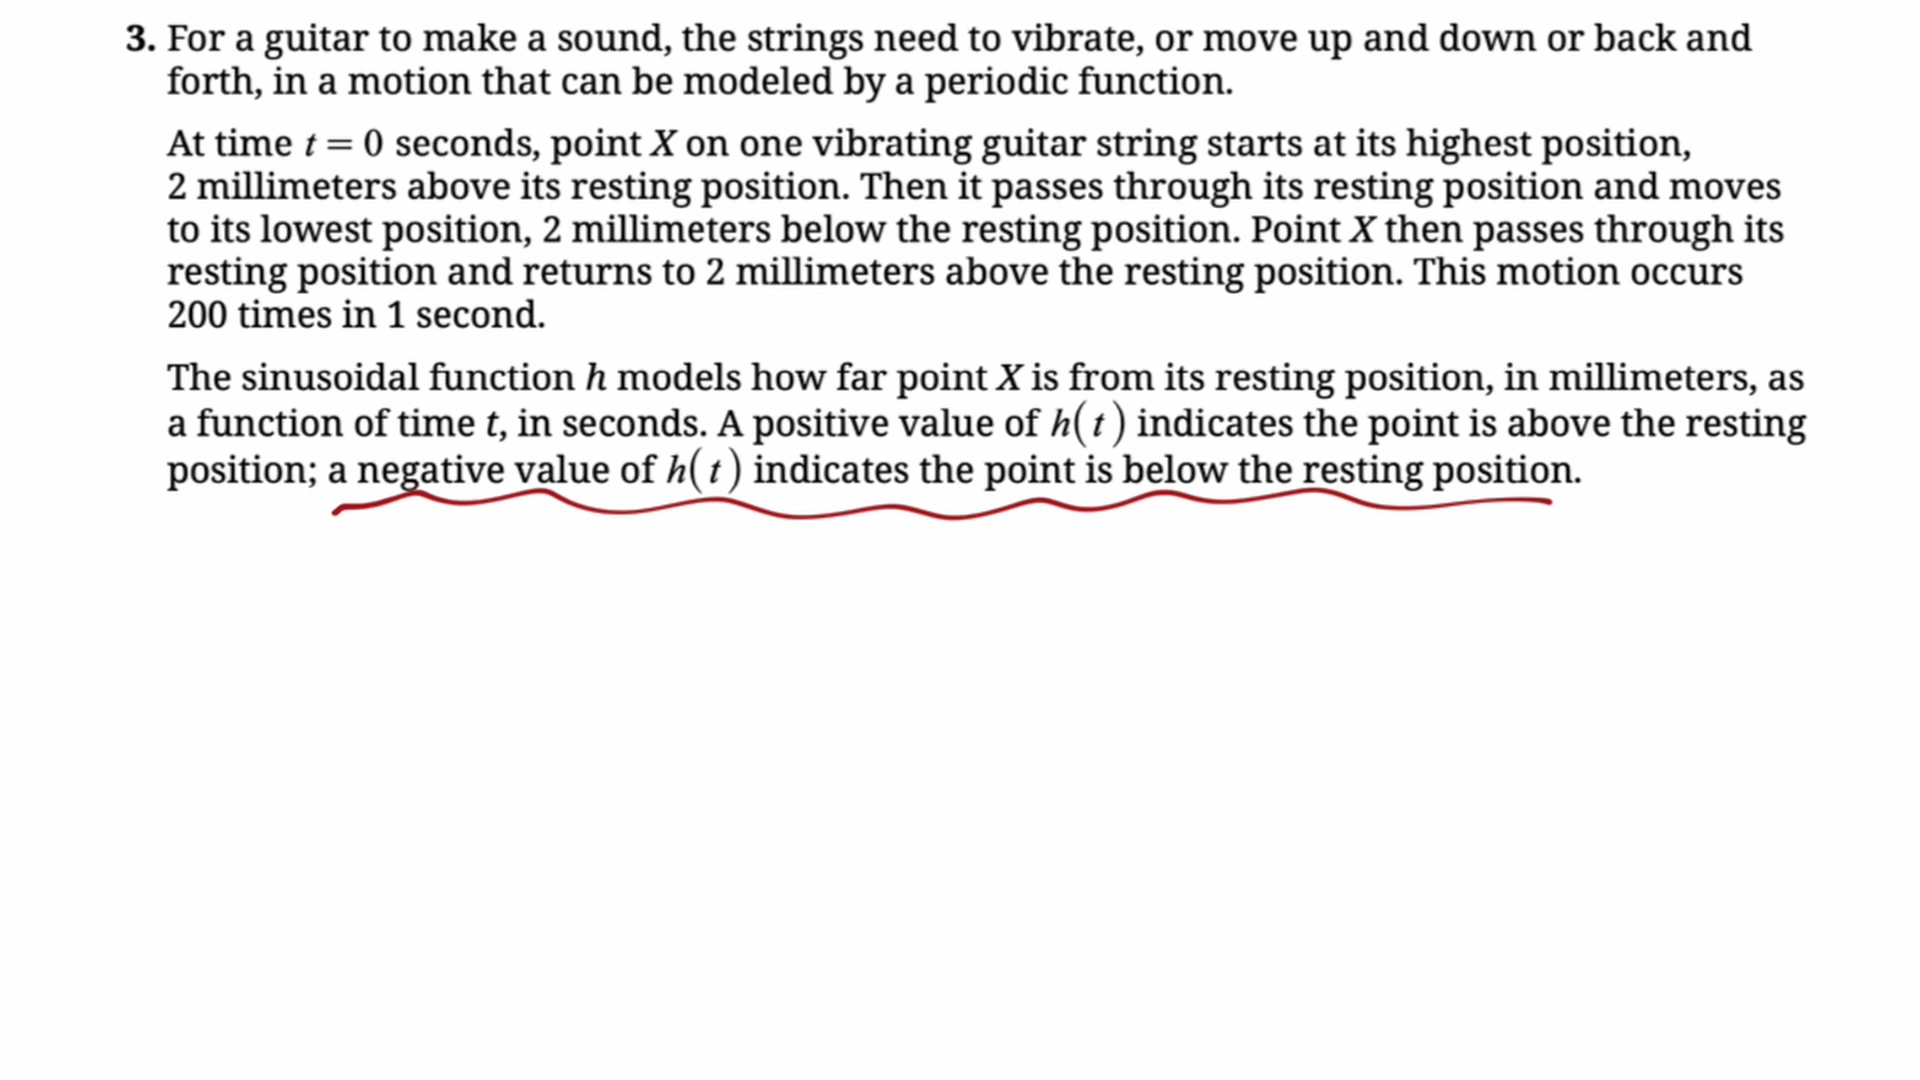 3. For a guitar to make a sound, the strings need to vibrate, or move up and down or back and
forth, in a motion that can be modeled by a periodic function.
At time t = 0 seconds, point X on one vibrating guitar string starts at its highest position,
2 millimeters above its resting position. Then it passes through its resting position and moves
to its lowest position, 2 millimeters below the resting position. Point X then passes through its
resting position and returns to 2 millimeters above the resting position. This motion occurs
200 times in 1 second.
The sinusoidal function h models how far point X is from its resting position, in millimeters, as
a function of time t, in seconds. A positive value of h(t) indicates the point is above the resting
position; a negative value of h(t) indicates the point is below the resting position.